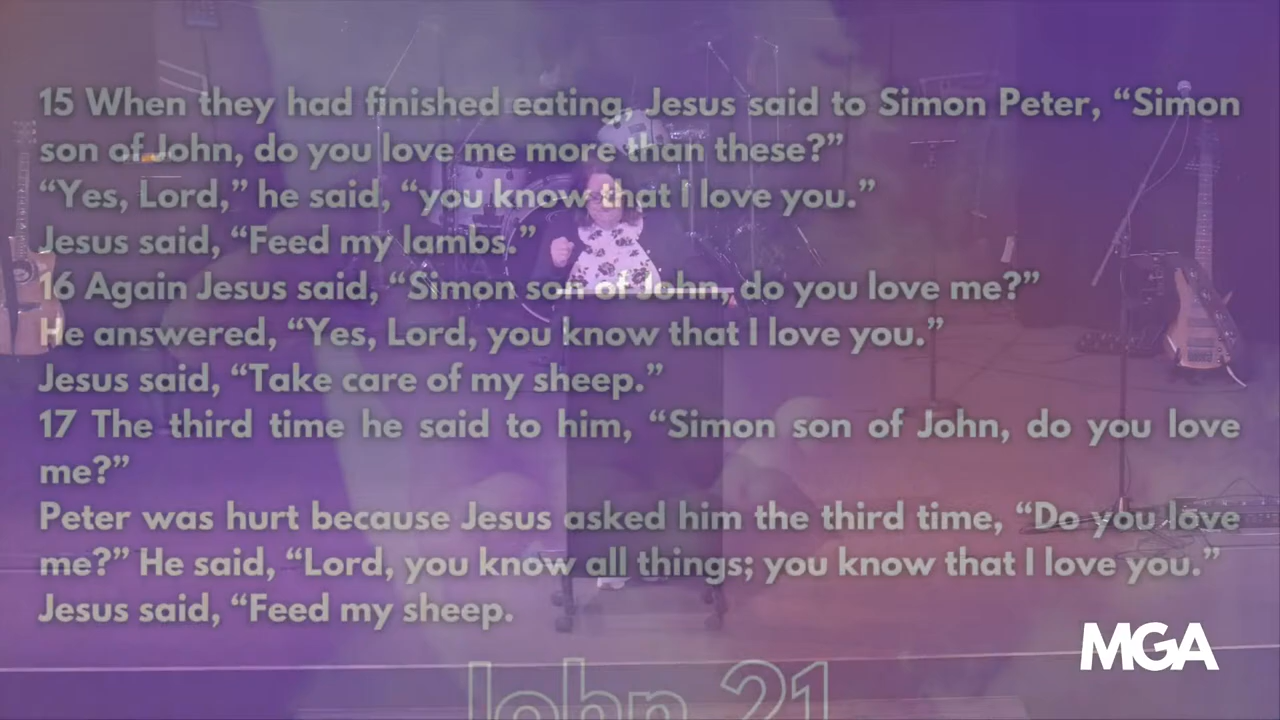 15 When they had finished eating, Jesus said to Simon Peter, “Simon
son of John, do you love me more than these?”
“Yes, Lord,” he said, “you know that I love you.”
Jesus said, “Feed my lambs.”
16 Again Jesus said, “Simon son of John, do you love me?”
He answered, “Yes, Lord, you know that I love you.”
Jesus said, “Take care of my sheep.”
17 The third time he said to him, “Simon son of John, do you love
me?”
Peter was hurt because Jesus asked him the third time, “Do you love
me?” He said, “Lord, you know all things; you know that I love you.”
Jesus said, “Feed my sheep.
MGA
John 21